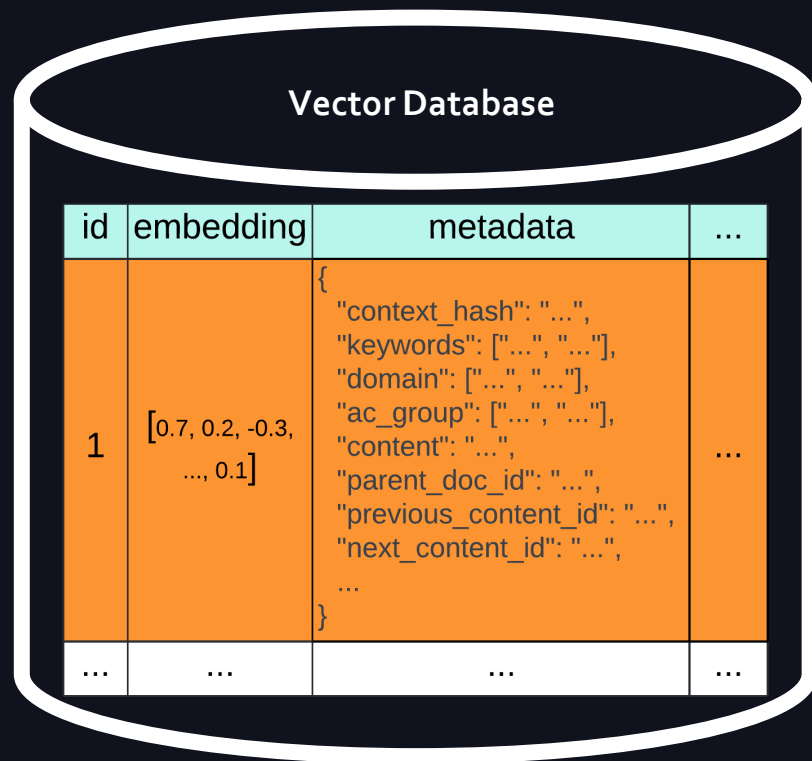 Vector Database
id embedding metadata ...
{
"context_hash": "...",
"keywords": ["...", "..."],
"domain": ["...", "..."],
"ac_group": ["...", "..."],
"content": "...",
"parent_doc_id": "...",
"previous_content_id": "...",
"next_content_id": "...",
...
}
1
[0.7, 0.2, -0.3,
..., 0.1]
...
... ... ... ...